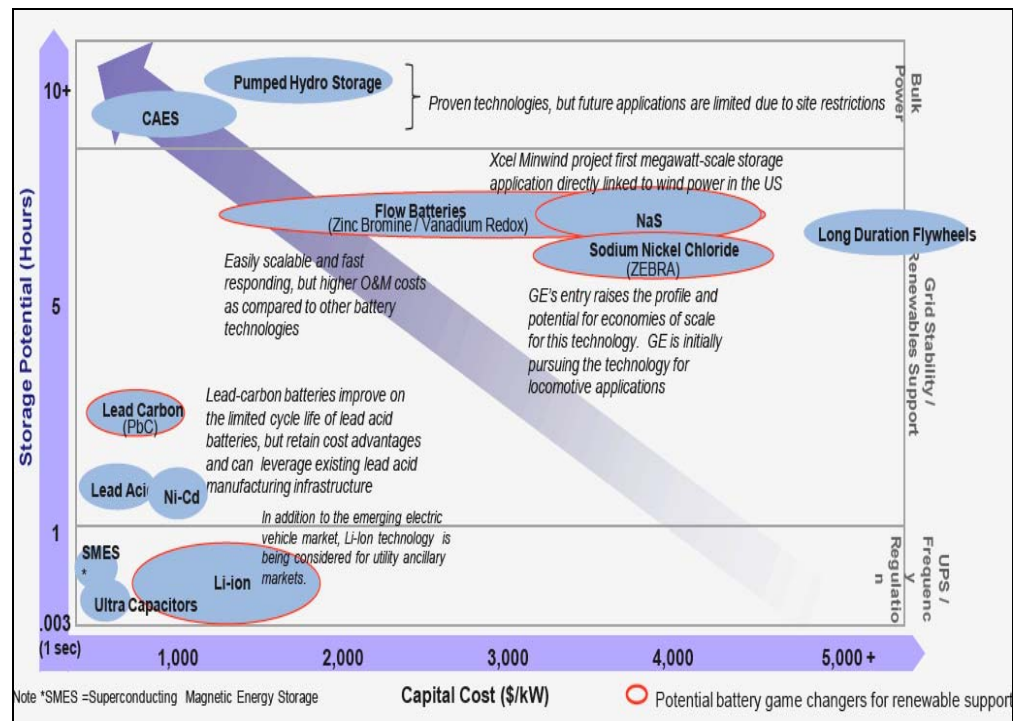 Storage Potential (Hours)
10+
5
1
.003
(1 sec)
Pumped Hydro Storage
CAES
Proven technologies, but future applications are limited due to site restrictions
Bulk
Power
Xcel Minwind project first megawatt-scale storage
application directly linked to wind power in the US
Flow Batteries
(Zinc Bromine / Vanadium Redox)
NaS
Sodium Nickel Chloride
(ZEBRA)
Long Duration Flywheels
Easily scalable and fast
responding, but higher O&M costs
as compared to other battery
technologies
GE's entry raises the profile and
potential for economies of scale
for this technology. GE is initially
pursuing the technology for
locomotive applications
Grid Stability /
Renewables Support
Lead Carbon
(PbC)
Lead-carbon batteries improve on
the limited cycle life of lead acid
batteries, but retain cost advantages
and can leverage existing lead acid
manufacturing infrastructure
Lead Aci
Ni-Cd
In addition to the emerging electric
vehicle market, Li-Ion technology is
being considered for utility ancillary
markets.
SMES
*
Li-ion
Ultra Capacitors
UPS /
Frequenc
y
Regulatio
n
1,000
2,000
3,000
4,000
5,000 +
Note *SMES =Superconducting Magnetic Energy Storage
Capital Cost ($/kW)
Potential battery game changers for renewable support